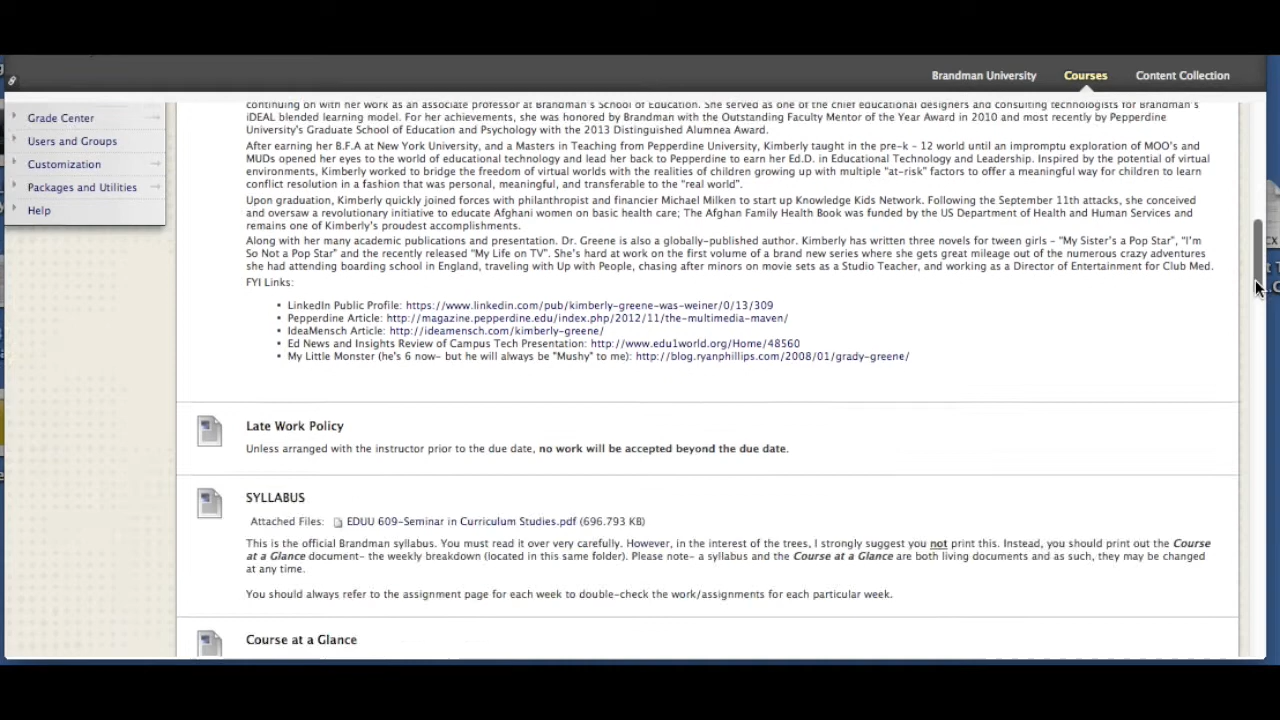 Brandman University Courses Content Collection
Grade Center
Users and Groups
Customization
Packages and Utilities
Help
continuing on with her work as an associate professor at Brandman's School of Education. She served as one of the chief educational designers and consulting technologists for Brandman's
iDEAL blended learning model. For her achievements, she was honored by Brandman with the Outstanding Faculty Mentor of the Year Award in 2010 and most recently by Pepperdine
University's Graduate School of Education and Psychology with the 2013 Distinguished Alumnea Award.
After earning her B.F.A at New York University, and a Masters in Teaching from Pepperdine University, Kimberly taught in the pre-k - 12 world until an impromptu exploration of MOO's and
MUDs opened her eyes to the world of educational technology and lead her back to Pepperdine to earn her Ed.D. in Educational Technology and Leadership. Inspired by the potential of virtual
environments, Kimberly worked to bridge the freedom of virtual worlds with the realities of children growing up with multiple "at-risk" factors to offer a meaningful way for children to learn
conflict resolution in a fashion that was personal, meaningful, and transferable to the "real world".
Upon graduation, Kimberly quickly joined forces with philanthropist and financier Michael Milken to start up Knowledge Kids Network. Following the September 11th attacks, she conceived
and oversaw a revolutionary initiative to educate Afghani women on basic health care; The Afghan Family Health Book was funded by the US Department of Health and Human Services and
remains one of Kimberly's proudest accomplishments.
Along with her many academic publications and presentation. Dr. Greene is also a globally-published author. Kimberly has written three novels for tween girls - "My Sister's a Pop Star", "I'm
So Not a Pop Star" and the recently released "My Life on TV". She's hard at work on the first volume of a brand new series where she gets great mileage out of the numerous crazy adventures
she had attending boarding school in England, traveling with Up with People, chasing after minors on movie sets as a Studio Teacher, and working as a Director of Entertainment for Club Med.
FYI Links:
• LinkedIn Public Profile: https://www.linkedin.com/pub/kimberly-greene-was-weiner/0/13/309
• Pepperdine Article: http://magazine.pepperdine.edu/index.php/2012/11/the-multimedia-maven/
• IdeaMensch Article: http://ideamensch.com/kimberly-greene/
• Ed News and Insights Review of Campus Tech Presentation: http://www.edu1world.org/Home/48560
• My Little Monster (he's 6 now- but he will always be "Mushy" to me): http://blog.ryanphillips.com/2008/01/grady-greene/
Late Work Policy
Unless arranged with the instructor prior to the due date, no work will be accepted beyond the due date.
SYLLABUS
Attached Files: EDUU 609-Seminar in Curriculum Studies.pdf (696.793 KB)
This is the official Brandman syllabus. You must read it over very carefully. However, in the interest of the trees, I strongly suggest you not print this. Instead, you should print out the Course
at a Glance document- the weekly breakdown (located in this same folder). Please note- a syllabus and the Course at a Glance are both living documents and as such, they may be changed
at any time.
You should always refer to the assignment page for each week to double-check the work/assignments for each particular week.
Course at a Glance